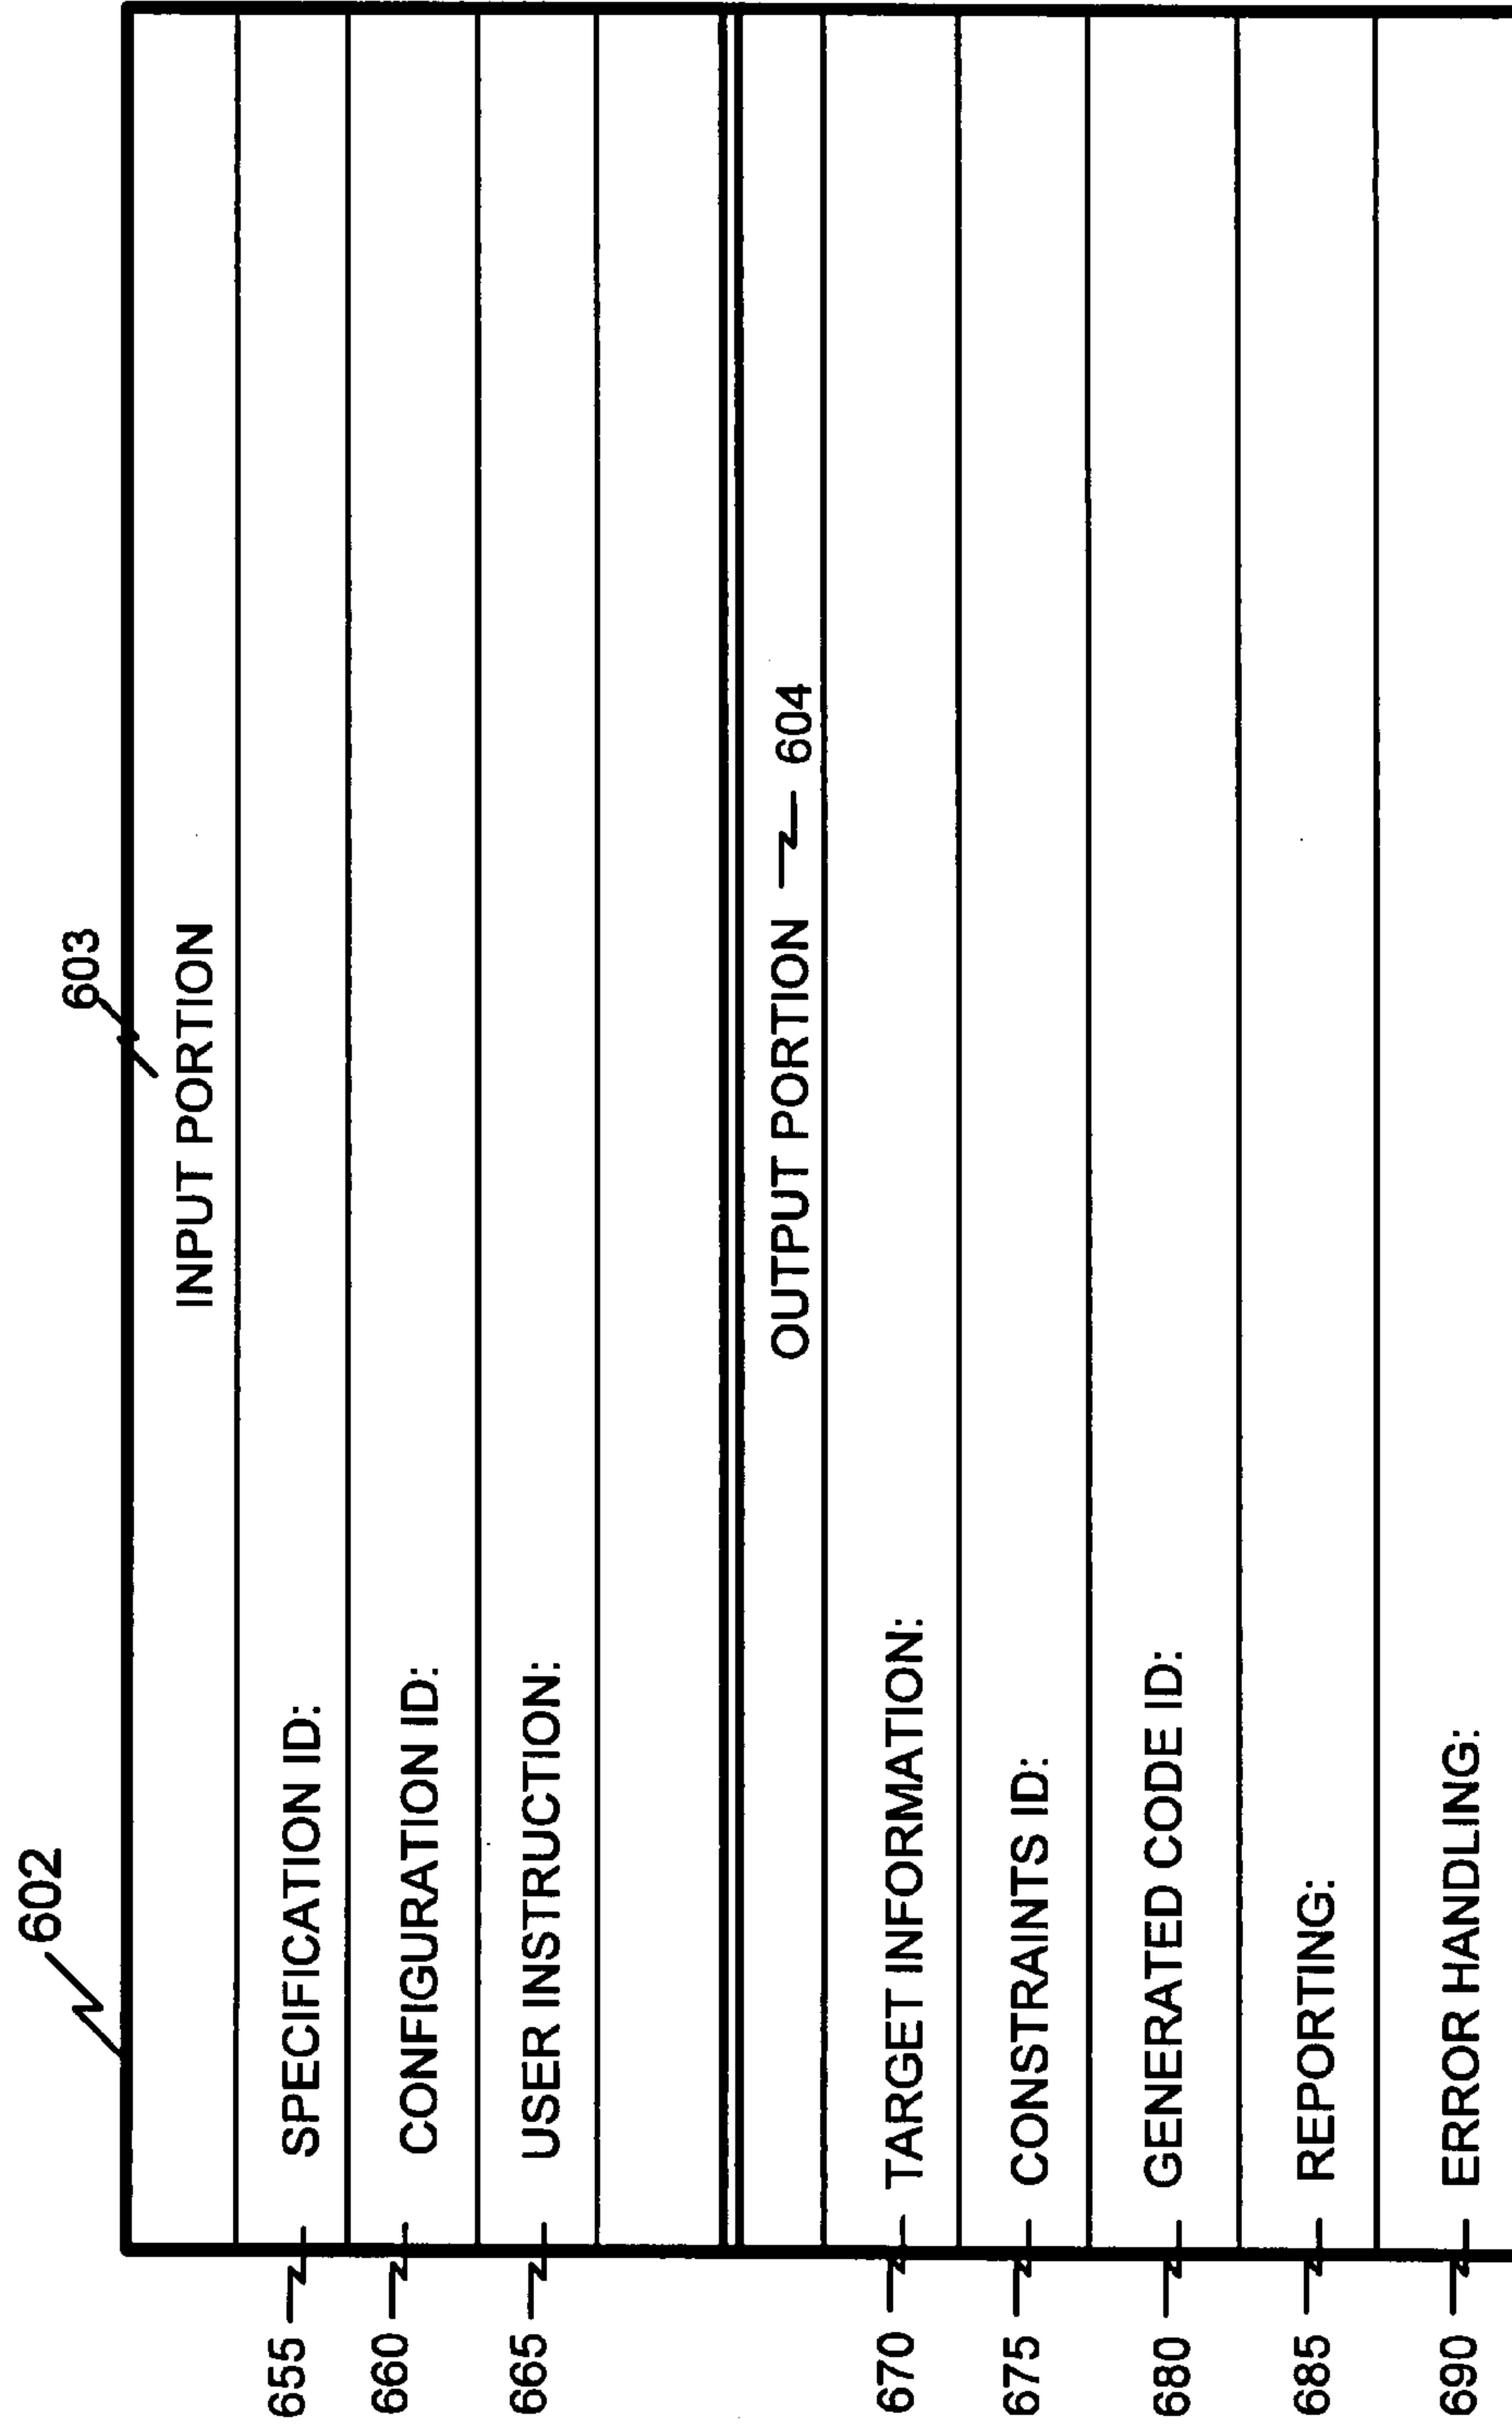 602
603
INPUT PORTION
655 SPECIFICATION ID:
660 CONFIGURATION ID:
665 USER INSTRUCTION:
OUTPUT PORTION 604
670 TARGET INFORMATION:
675 CONSTRAINTS ID:
680 GENERATED CODE ID:
685 REPORTING:
690 ERROR HANDLING: